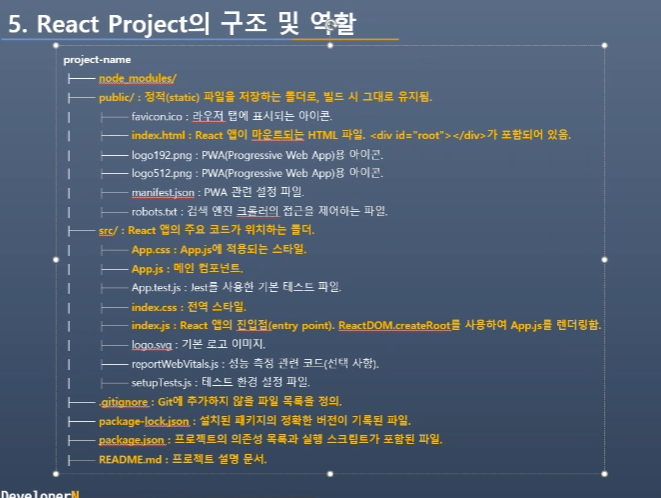 5. React Project의 구조 및 역활
project-name
├── node_modules/
├── public/ : 정적(static) 파일을 저장하는 폴더로, 빌드 시 그대로 유지됨.
│ ├── favicon.ico : 라우저 탭에 표시되는 아이콘.
│ ├── index.html : React 앱이 마운트되는 HTML 파일. <div id="root"></div>가 포함되어 있음.
│ ├── logo192.png : PWA(Progressive Web App)용 아이콘.
│ ├── logo512.png : PWA(Progressive Web App)용 아이콘.
│ ├── manifest.json : PWA 관련 설정 파일.
│ ├── robots.txt : 검색 엔진 크롤러의 접근을 제어하는 파일.
├── src/ : React 앱의 주요 코드가 위치하는 폴더.
│ ├── App.css : App.js에 적용되는 스타일.
│ ├── App.js : 메인 컴포넌트.
│ ├── App.test.js : Jest를 사용한 기본 테스트 파일.
│ ├── index.css : 전역 스타일.
│ ├── index.js : React 앱의 진입점(entry point). ReactDOM.createRoot를 사용하여 App.js를 렌더링함.
│ ├── logo.svg : 기본 로고 이미지.
│ ├── reportWebVitals.js : 성능 측정 관련 코드(선택 사항).
│ ├── setupTests.js : 테스트 환경 설정 파일.
├── .gitignore : Git에 추가하지 않을 파일 목록을 정의.
├── package-lock.json : 설치된 패키지의 정확한 버전이 기록된 파일.
├── package.json : 프로젝트의 의존성 목록과 실행 스크립트가 포함된 파일.
├── README.md : 프로젝트 설명 문서.
DeveloperN